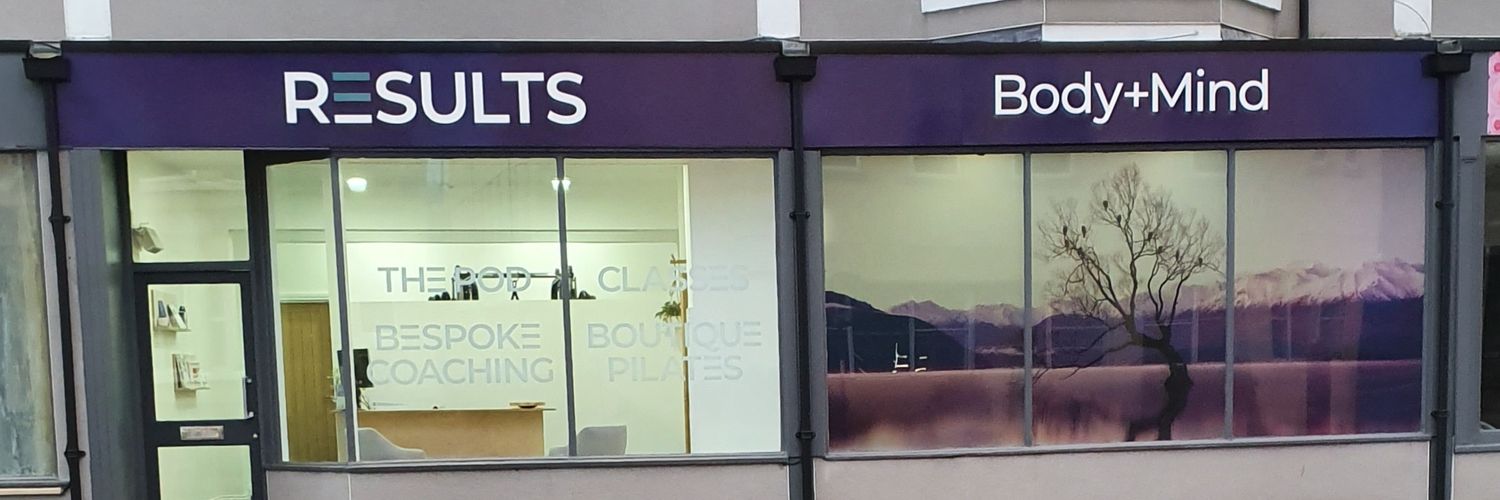 RESULTS
Body+Mind
THE POD
CLASSES
BESPOKE
COACHING
BOUTIQUE
PILATES